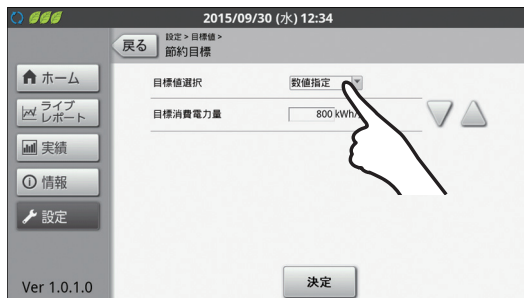 2015/09/30 (水) 12:34
戻る
設定 > 目標値 >
節約目標
ホーム
ライブ
レポート
実績
情報
設定
目標値選択
数値指定
目標消費電力量
800 kWh/
決定
Ver 1.0.1.0